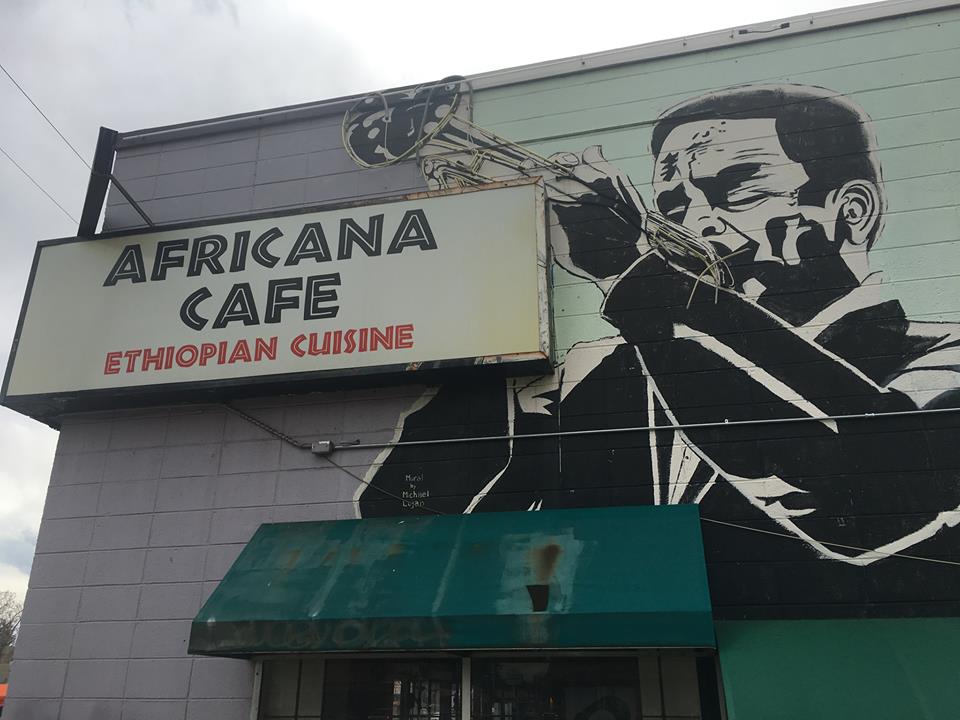 AFRICANA
CAFE
ETHIOPIAN CUISINE
Mural
by
Michael
Lujan